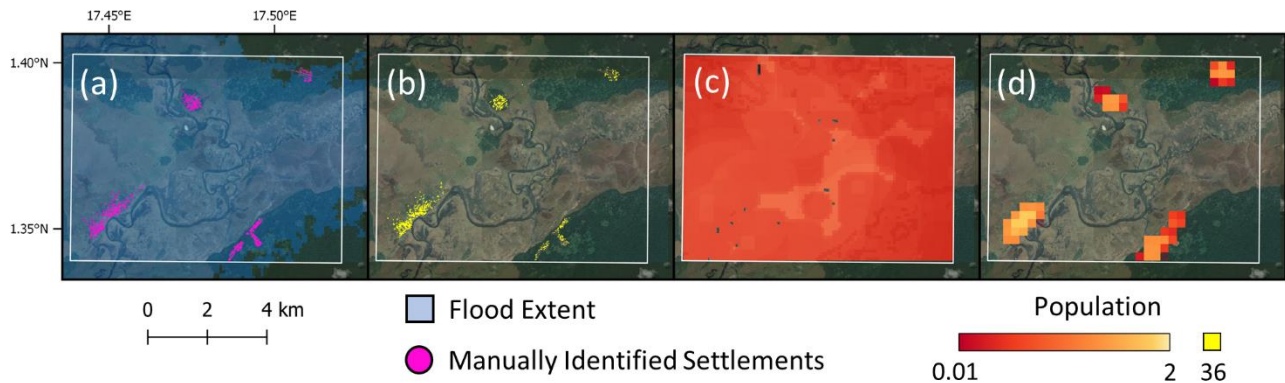 17.45°E 17.50°E
1.40°N
(a) (b) (c) (d)
1.35°N
0 2 4 km
Flood Extent
Manually Identified Settlements
Population
0.01 2 36